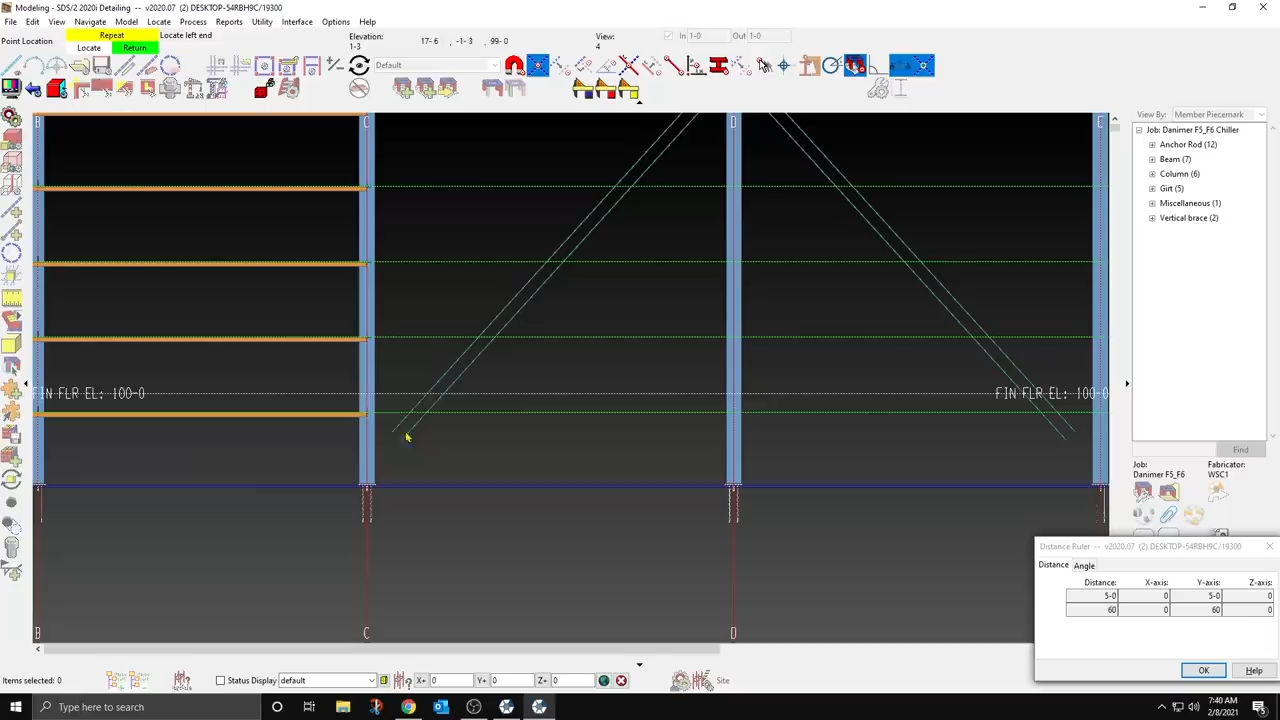 Modeling - SDS/2 2020i Detailing -- v2020.07 (2) DESKTOP-54RBH9C/19300
File Edit View Navigate Model Locate Process Reports Utility Interface Options Help
Point Location
Repeat
Locate left end
Locate
Return
Elevation:
1-3
17- 6 , -1- 3 , 99- 0
View:
4
In 1-0
Out 1-0
Default
B
C
D
E
FIN FLR EL: 100-0
FIN FLR EL: 100-0
B
C
D
View By: Member Piecemark
Job: Danimer F5_F6 Chiller
Anchor Rod (12)
Beam (7)
Column (6)
Girt (5)
Miscellaneous (1)
Vertical brace (2)
Find
Job:
Danimer F5_F6
Fabricator:
WSC1
Distance Ruler -- v2020.07 (2) DESKTOP-54RBH9C/19300
Distance Angle
Distance: X-axis: Y-axis: Z-axis:
5-0 0 5-0 0
60 0 60 0
OK
Help
Items selected: 0
Status Display
default
X+ 0
Y+ 0
Z+ 0
Site
Type here to search
7:40 AM
2/8/2021